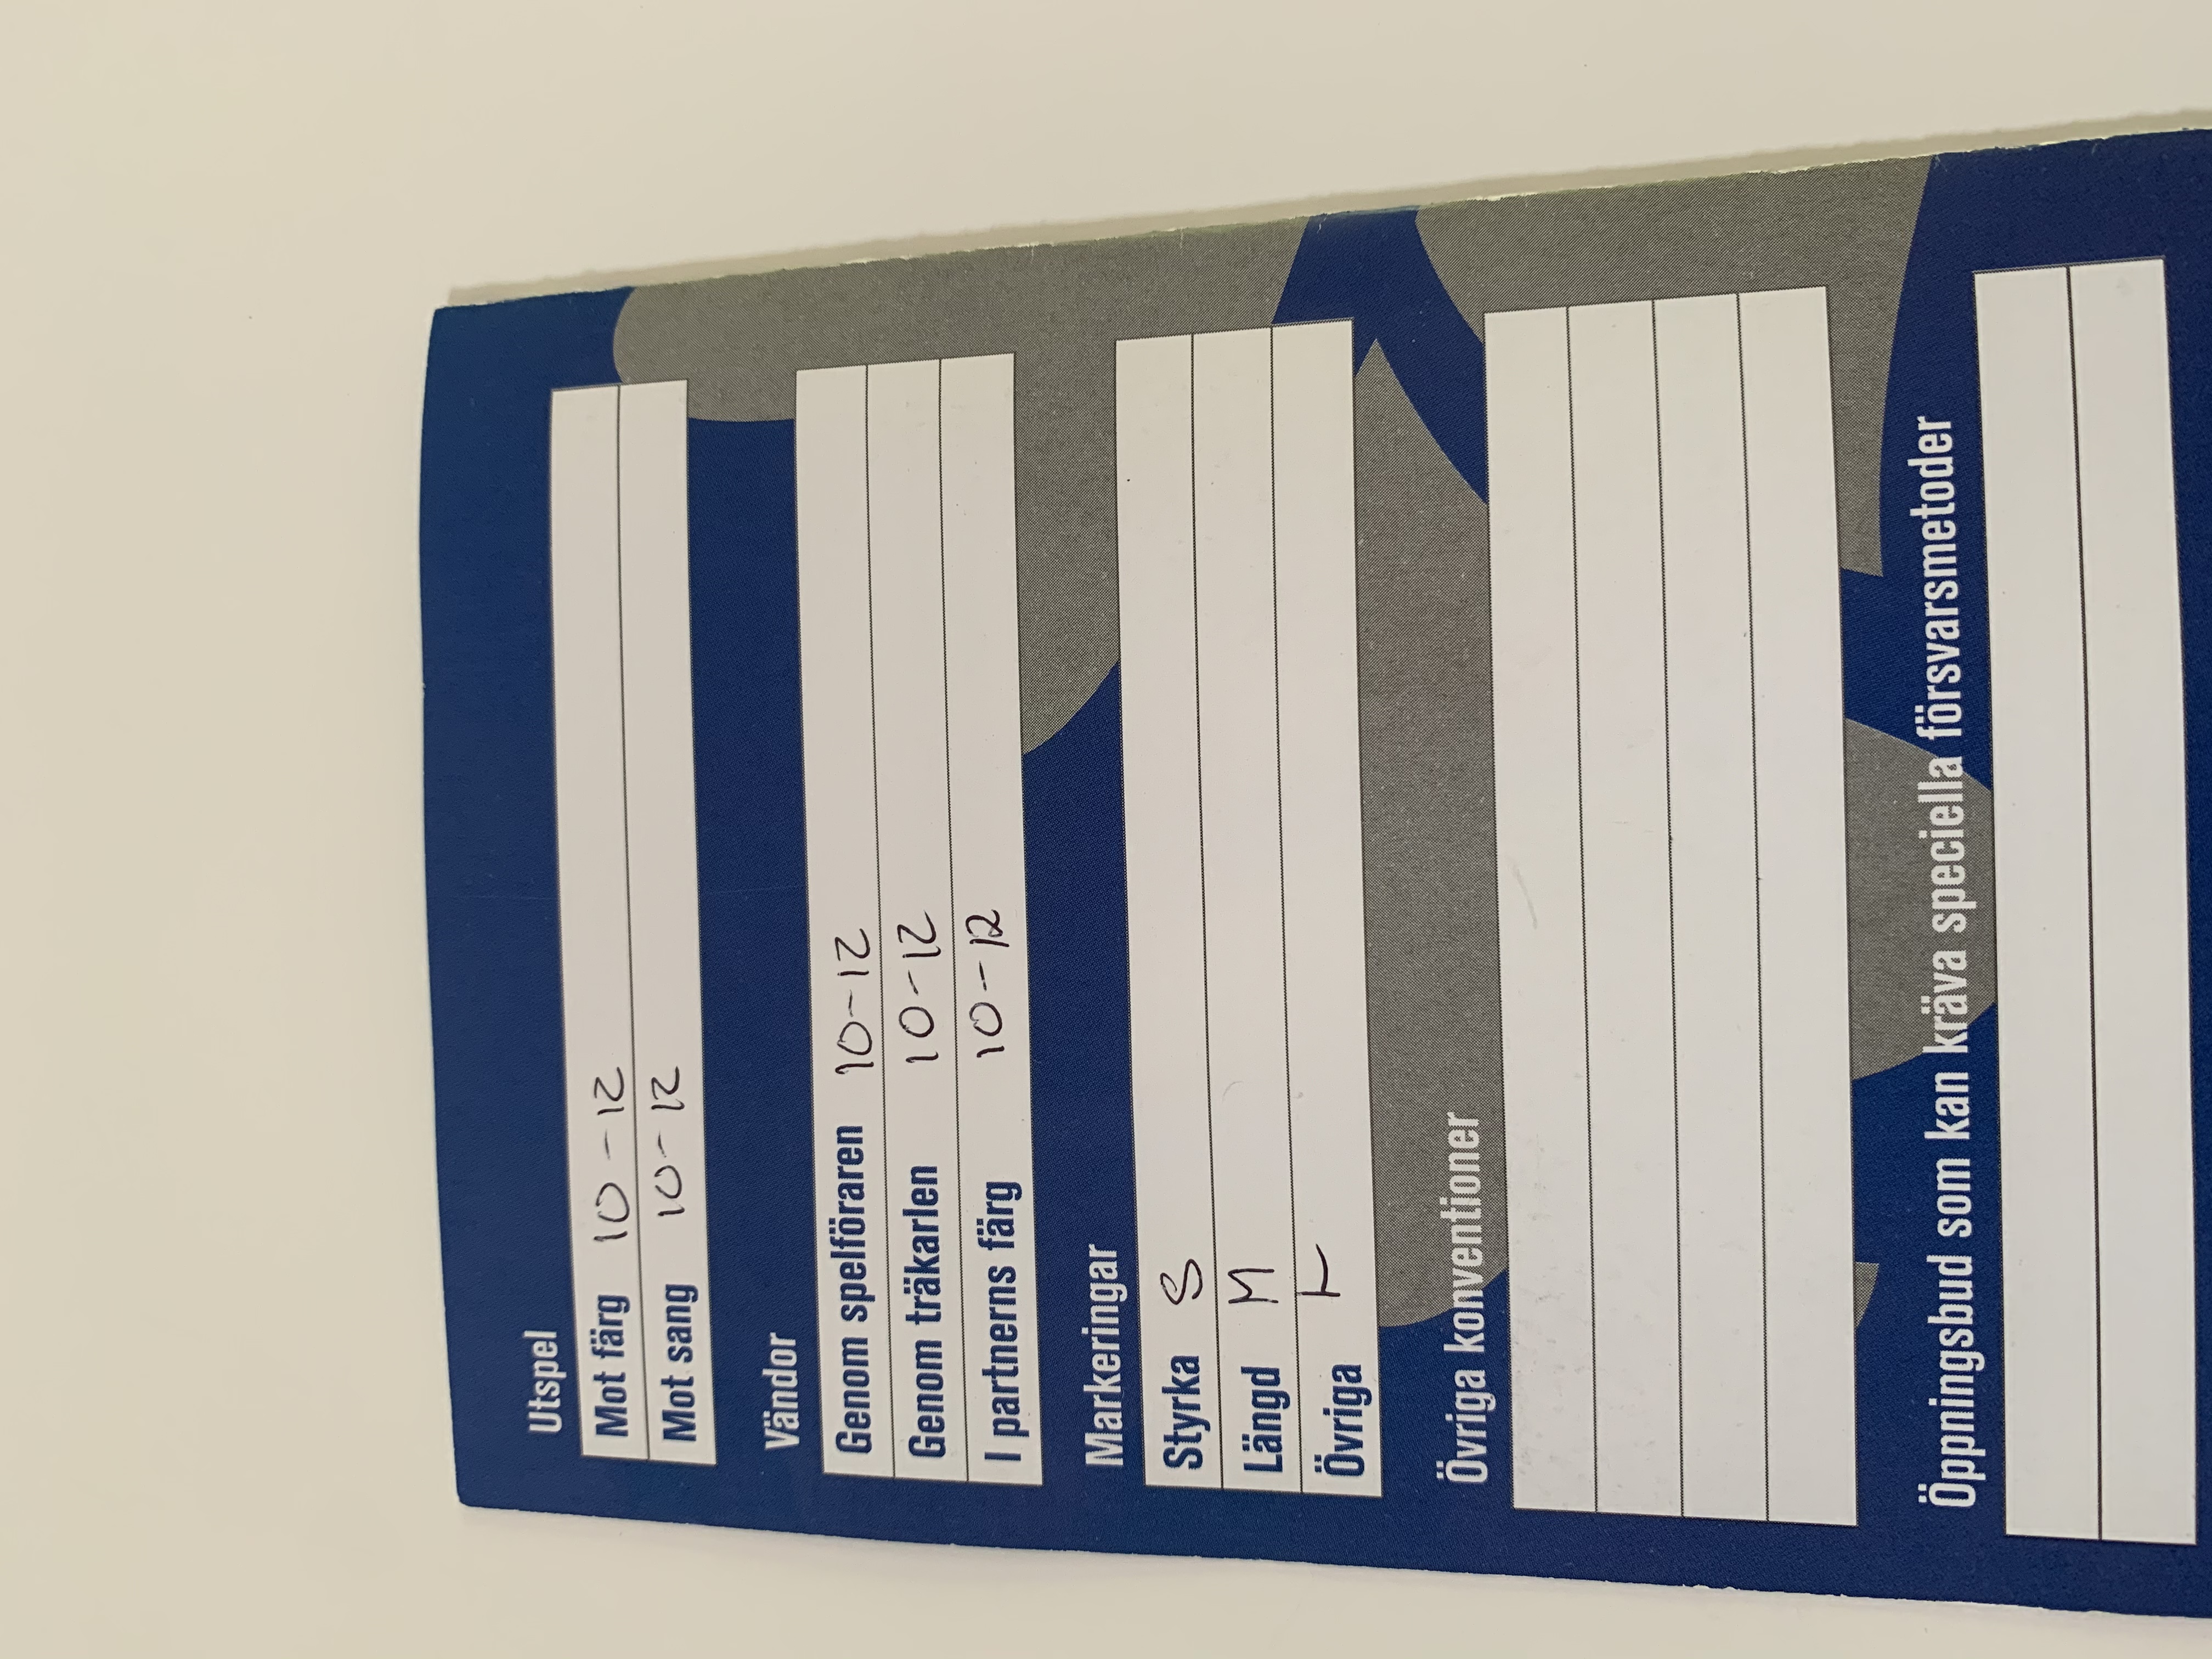 Utspel
Mot färg 10-12
Mot sang 10-12
Vändor
Genom spelföraren 10-12
Genom träkarlen 10-12
I partnerns färg 10-12
Markeringar
Styrka S
Längd M
Övriga
Övriga konventioner
Öppningsbud som kan kräva speciella försvarsmetoder